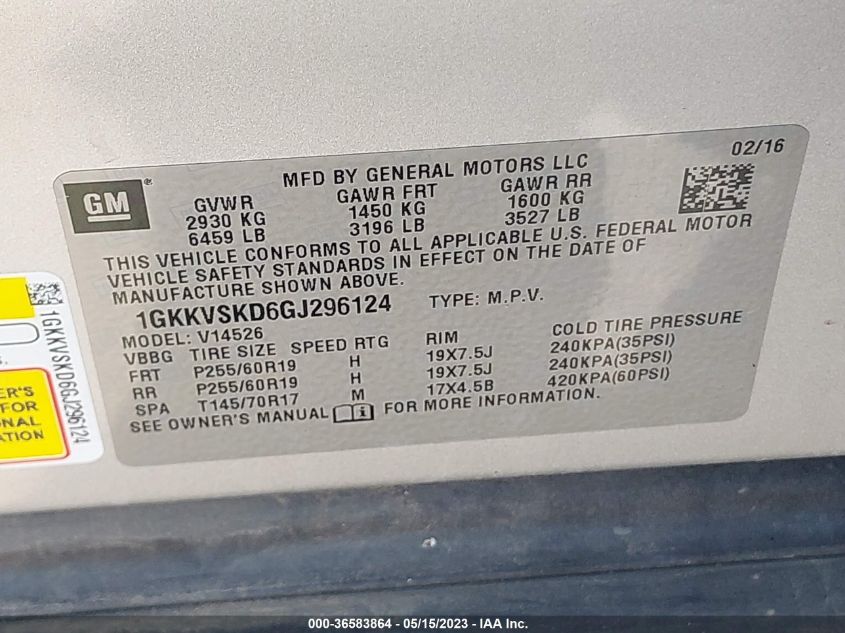 02/16
MFD BY GENERAL MOTORS LLC
GM ®
GVWR GAWR FRT GAWR RR
2930 KG 1450 KG 1600 KG
6459 LB 3196 LB 3527 LB
THIS VEHICLE CONFORMS TO ALL APPLICABLE U.S. FEDERAL MOTOR
VEHICLE SAFETY STANDARDS IN EFFECT ON THE DATE OF
MANUFACTURE SHOWN ABOVE.
1GKKVSKD6GJ296124 TYPE: M.P.V.
MODEL: V14526
VBBG TIRE SIZE SPEED RTG RIM COLD TIRE PRESSURE
FRT P255/60R19 H 19X7.5J 240KPA(35PSI)
RR P255/60R19 H 19X7.5J 240KPA(35PSI)
SPA T145/70R17 M 17X4.5B 420KPA(60PSI)
SEE OWNER'S MANUAL FOR MORE INFORMATION.
1GKKVSKD6GJ296124
ER'S
FOR
ONAL
ATION
000-36583864 - 05/15/2023 - IAA Inc.